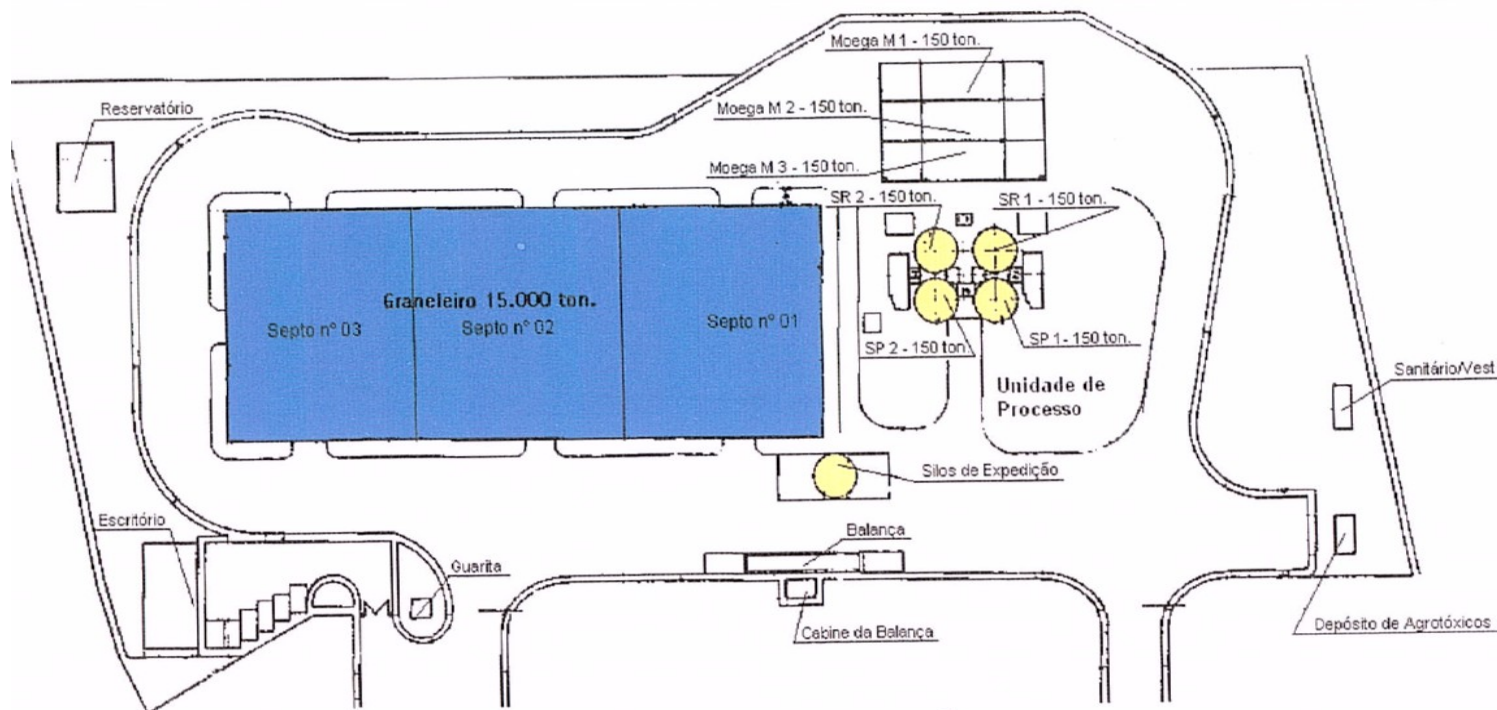 Moega M 1 - 150 ton.
Reservatório
Moega M 2 - 150 ton.
Moega M 3 - 150 ton.
SR 2 - 150 ton.
SR 1 - 150 ton.
Graneleiro 15.000 ton.
Septo nº 03
Septo nº 02
Septo nº 01
SP 2 - 150 ton.
SP 1 - 150 ton.
Unidade de
Processo
Sanitário/Vest
Silos de Expedição
Escritório
Balança
Guarita
Cabine da Balança
Depósito de Agrotóxicos